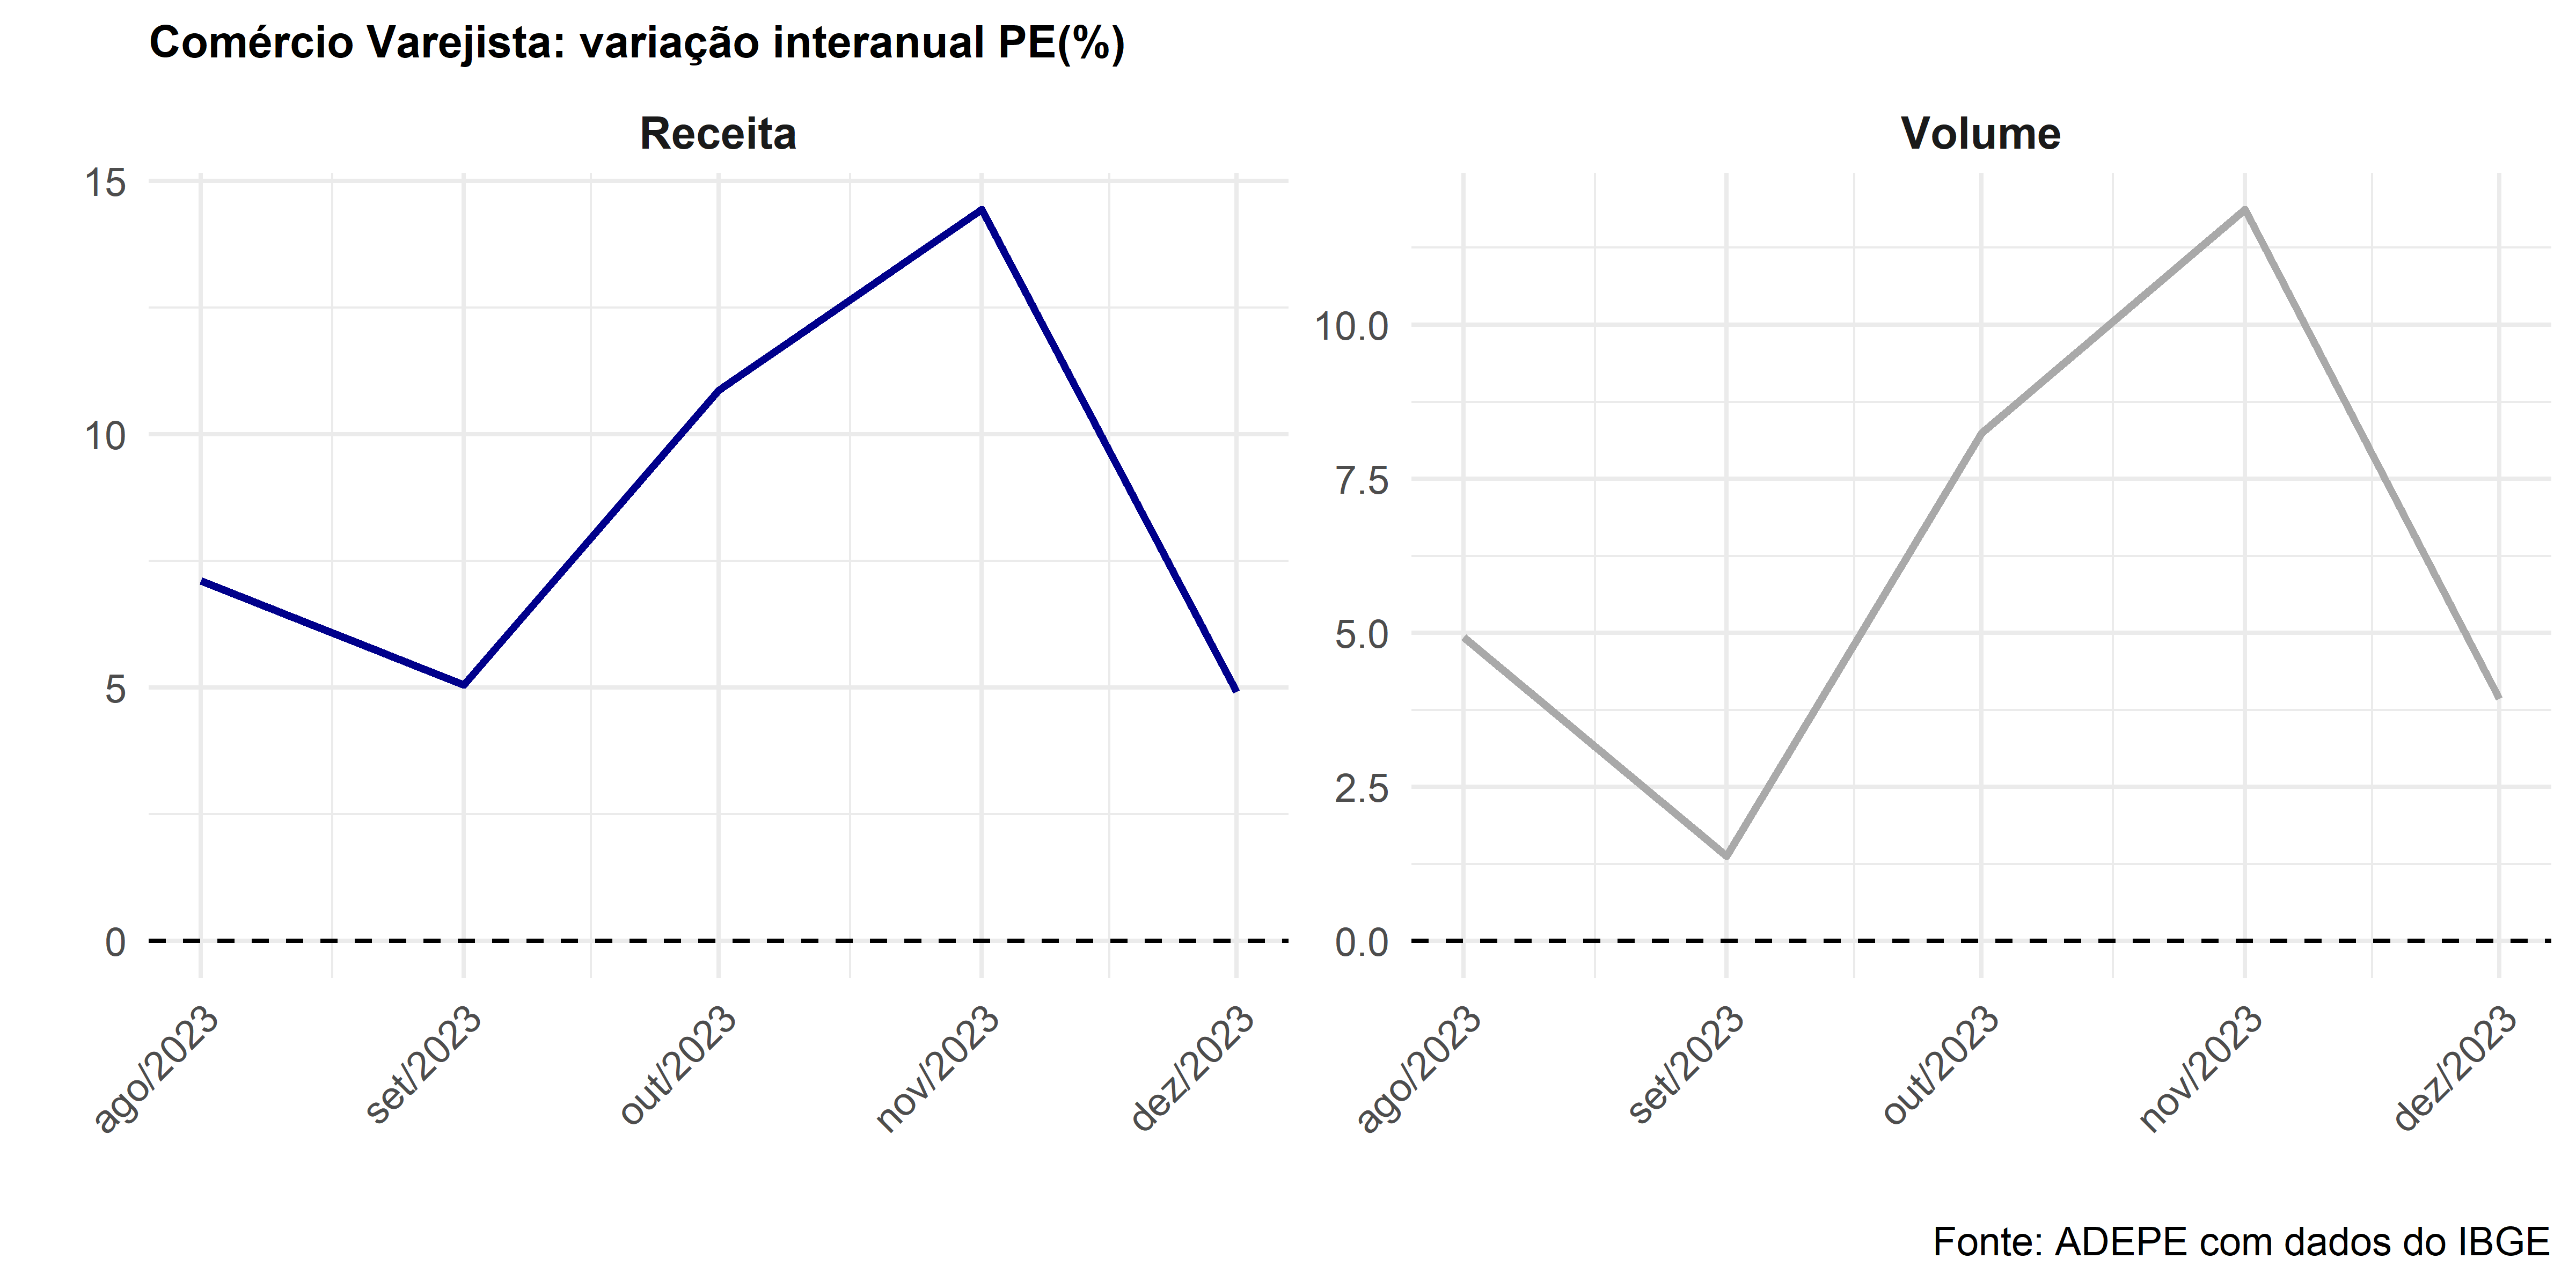 Comércio Varejista: variação interanual PE(%)
Receita
15
10
5
0
ago/2023
set/2023
out/2023
nov/2023
dez/2023
Volume
10.0
7.5
5.0
2.5
0.0
ago/2023
set/2023
out/2023
nov/2023
dez/2023
Fonte: ADEPE com dados do IBGE